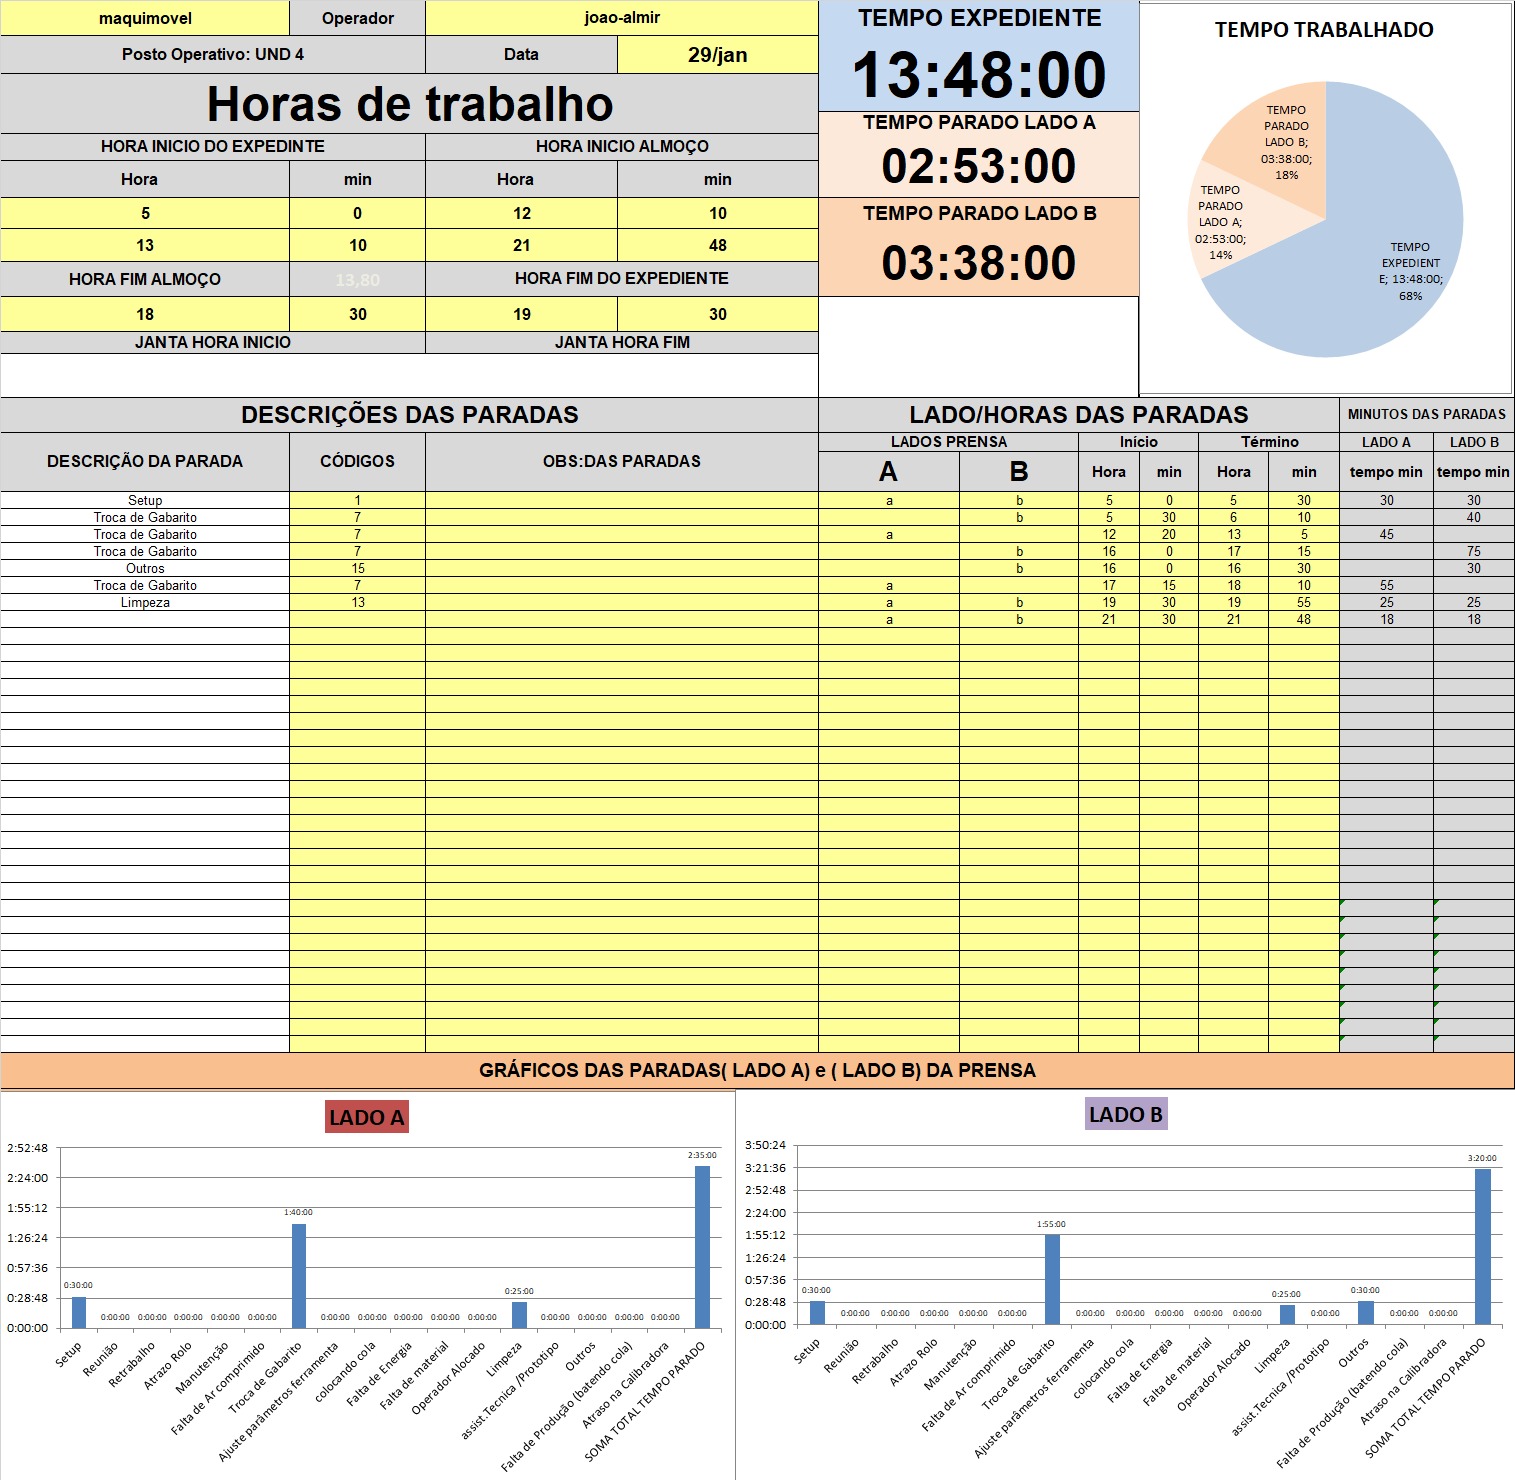 maquimovel Operador joao-almir
Posto Operativo: UND 4 Data 29/jan
Horas de trabalho
HORA INICIO DO EXPEDINTE HORA INICIO ALMOÇO
Hora min Hora min
5 0 12 10
13 10 21 48
HORA FIM ALMOÇO 13,80 HORA FIM DO EXPEDIENTE
18 30 19 30
JANTA HORA INICIO JANTA HORA FIM
TEMPO EXPEDIENTE
13:48:00
TEMPO PARADO LADO A
02:53:00
TEMPO PARADO LADO B
03:38:00
TEMPO TRABALHADO
TEMPO
PARADO
LADO B;
03:38:00;
18%
TEMPO
PARADO
LADO A;
02:53:00;
14%
TEMPO
EXPEDIENT
E; 13:48:00;
68%
DESCRIÇÕES DAS PARADAS LADO/HORAS DAS PARADAS MINUTOS DAS PARADAS
DESCRIÇÃO DA PARADA CÓDIGOS OBS:DAS PARADAS LADOS PRENSA Início Término LADO A LADO B
A B Hora min Hora min tempo min tempo min
Setup 1 a b 5 0 5 30 30 30
Troca de Gabarito 7 b 5 30 6 10 40
Troca de Gabarito 7 a 12 20 13 5 45
Troca de Gabarito 7 b 16 0 17 15 75
Outros 15 b 16 0 16 30 30
Troca de Gabarito 7 a 17 15 18 10 55
Limpeza 13 a b 19 30 19 55 25 25
a b 21 30 21 48 18 18
GRÁFICOS DAS PARADAS( LADO A) e ( LADO B) DA PRENSA
LADO A
2:52:48
2:24:00
1:55:12
1:26:24
0:57:36
0:28:48
0:00:00
0:30:00 0:00:00 0:00:00 0:00:00 0:00:00 0:00:00 1:40:00 0:00:00 0:00:00 0:00:00 0:00:00 0:00:00 0:25:00 0:00:00 0:00:00 0:00:00 0:00:00 2:35:00
Setup
Reunião
Retrabalho
Atrazo Rolo
Manutenção
Falta de Ar comprimido
Troca de Gabarito
Ajuste parâmetros ferramenta
colocando cola
Falta de Energia
Falta de material
Operador Alocado
Limpeza
assist.Tecnica /Prototipo
Outros
Falta de Produção (batendo cola)
Atraso na Calibradora
SOMA TOTAL TEMPO PARADO
LADO B
3:50:24
3:21:36
2:52:48
2:24:00
1:55:12
1:26:24
0:57:36
0:28:48
0:00:00
0:30:00 0:00:00 0:00:00 0:00:00 0:00:00 0:00:00 1:55:00 0:00:00 0:00:00 0:00:00 0:00:00 0:00:00 0:25:00 0:00:00 0:30:00 0:00:00 0:00:00 3:20:00
Setup
Reunião
Retrabalho
Atrazo Rolo
Manutenção
Falta de Ar comprimido
Troca de Gabarito
Ajuste parâmetros ferramenta
colocando cola
Falta de Energia
Falta de material
Operador Alocado
Limpeza
assist.Tecnica /Prototipo
Outros
Falta de Produção (batendo cola)
Atraso na Calibradora
SOMA TOTAL TEMPO PARADO